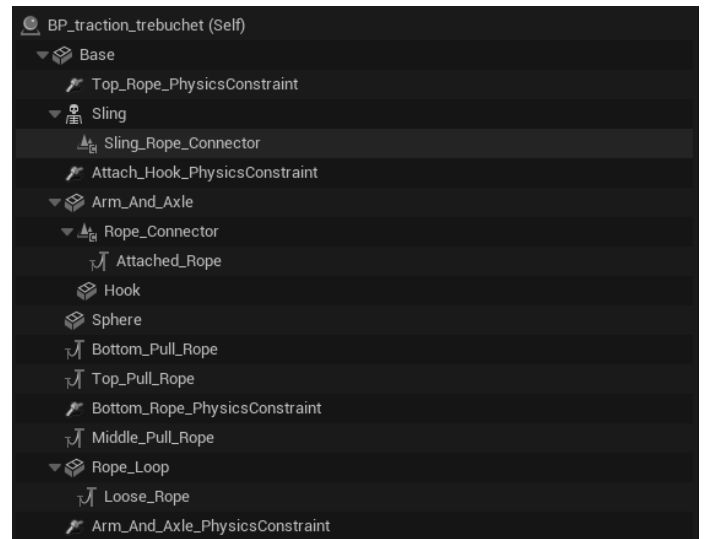 BP_traction_trebuchet (Self)
Base
Top_Rope_PhysicsConstraint
Sling
Sling_Rope_Connector
Attach_Hook_PhysicsConstraint
Arm_And_Axle
Rope_Connector
Attached_Rope
Hook
Sphere
Bottom_Pull_Rope
Top_Pull_Rope
Bottom_Rope_PhysicsConstraint
Middle_Pull_Rope
Rope_Loop
Loose_Rope
Arm_And_Axle_PhysicsConstraint